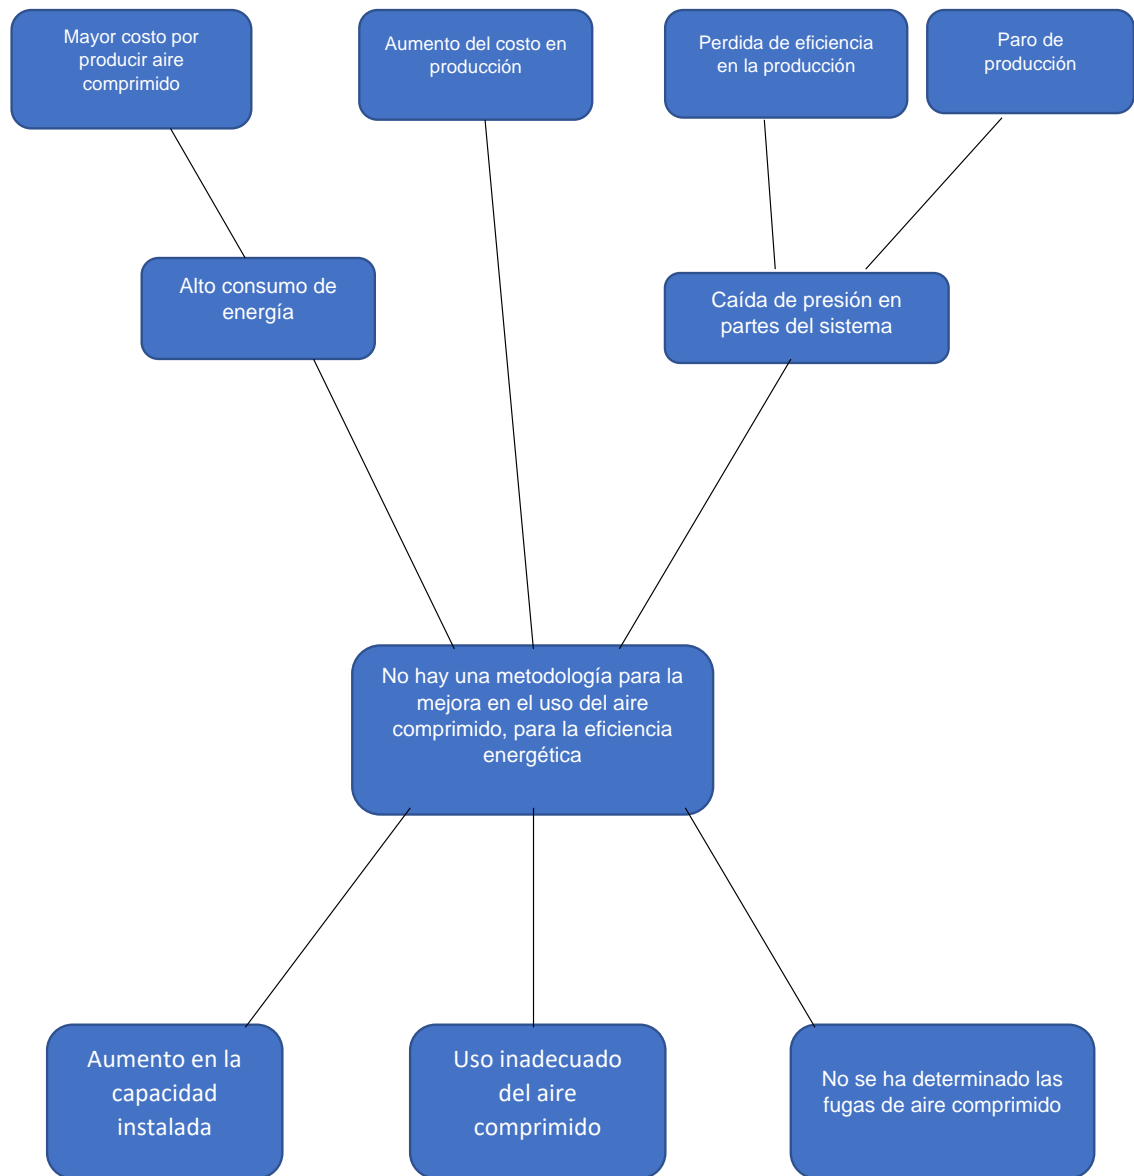 Mayor costo por
producir aire
comprimido
Aumento del costo en
producción
Perdida de eficiencia
en la producción
Paro de
producción
Alto consumo de
energía
Caída de presión en
partes del sistema
No hay una metodología para la
mejora en el uso del aire
comprimido, para la eficiencia
energética
Aumento en la
capacidad
instalada
Uso inadecuado
del aire
comprimido
No se ha determinado las
fugas de aire comprimido